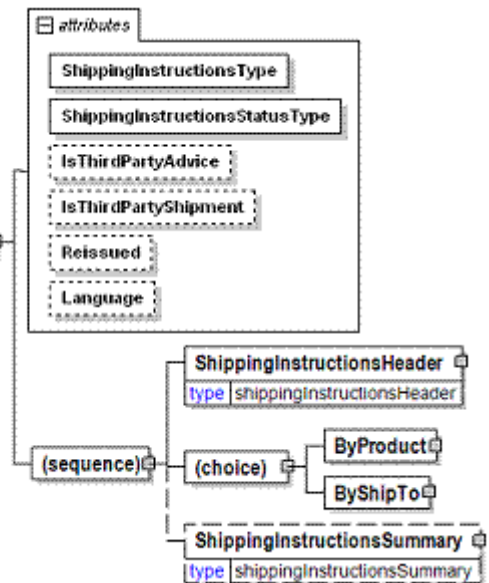 attributes
ShippingInstructionsType
ShippingInstructionsStatusType
IsThirdPartyAdvice
IsThirdPartyShipment
Reissued
Language
ShippingInstructionsHeader
type shippingInstructionsHeader
(sequence)
(choice)
ByProduct
ByShipTo
ShippingInstructionsSummary
type shippingInstructionsSummary